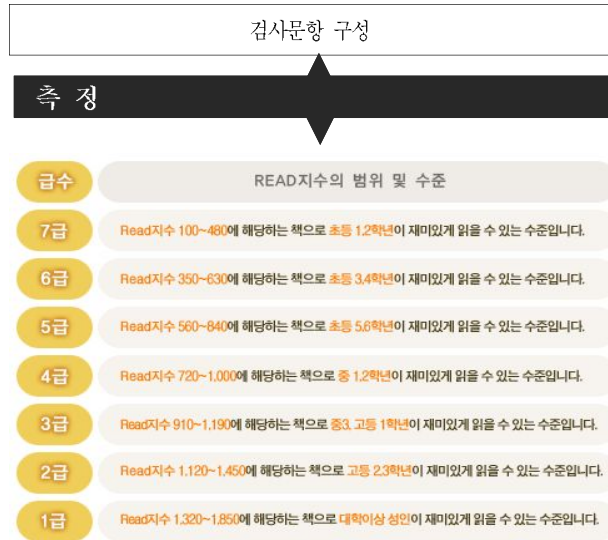 검사문항 구성
측 정
급수 READ지수의 범위 및 수준
7급 Read지수 100~480에 해당하는 책으로 초등 1.2학년이 재미있게 읽을 수 있는 수준입니다.
6급 Read지수 350~630에 해당하는 책으로 초등 3.4학년이 재미있게 읽을 수 있는 수준입니다.
5급 Read지수 560~840에 해당하는 책으로 초등 5.6학년이 재미있게 읽을 수 있는 수준입니다.
4급 Read지수 720~1.000에 해당하는 책으로 중 1.2학년이 재미있게 읽을 수 있는 수준입니다.
3급 Read지수 910~1.190에 해당하는 책으로 중3. 고등 1학년이 재미있게 읽을 수 있는 수준입니다.
2급 Read지수 1.120~1.450에 해당하는 책으로 고등 2.3학년이 재미있게 읽을 수 있는 수준입니다.
1급 Read지수 1.320~1.850에 해당하는 책으로 대학이상 성인이 재미있게 읽을 수 있는 수준입니다.